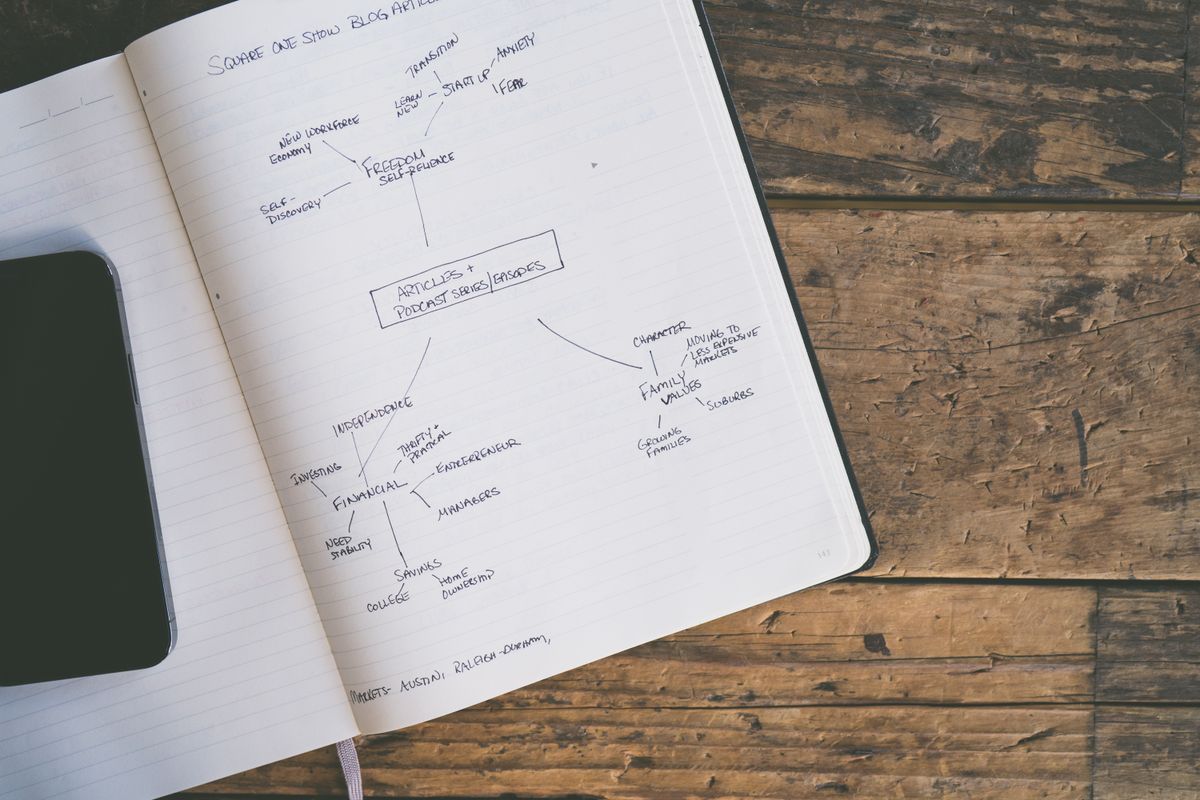 SQUARE ONE SHOW BLOG ARTICL
TRANSITION
ANXIETY
START UP
FEAR
LEARN
NEW
NEW WORKFORCE
ECONOMY
FREEDOM
SELF-RELIENCE
SELF-
DISCOVERY
ARTICLES +
PODCAST SERIES/EPISODES
CHARACTER
MOVING TO
LESS EXPENSIVE
MARKETS
FAMILY
VALUES
SUBURBS
GROWING
FAMILIES
INDEPENDENCE
THRIFTY +
PRATICAL
ENTREPRENEUR
INVESTING
FINANCIAL
MANAGERS
NEED
STABILITY
SAVINGS
HOME
OWNERSHIP
COLLEGE
MARKETS- AUSTIN, RALEIGH-DURHAM,